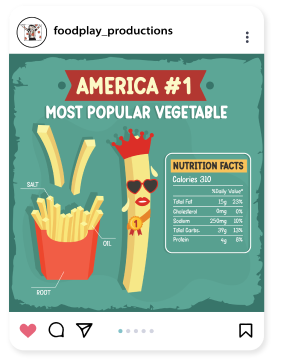 foodplay_productions
AMERICA #1
MOST POPULAR VEGETABLE
SALT
OIL
ROOT
1
NUTRITION FACTS
Calories 310
%Daily Value*
Total Fat 15g 23%
Cholesterol 0mg 0%
Sodium 250mg 10%
Total Carbs. 39g 13%
Protein 4g 8%